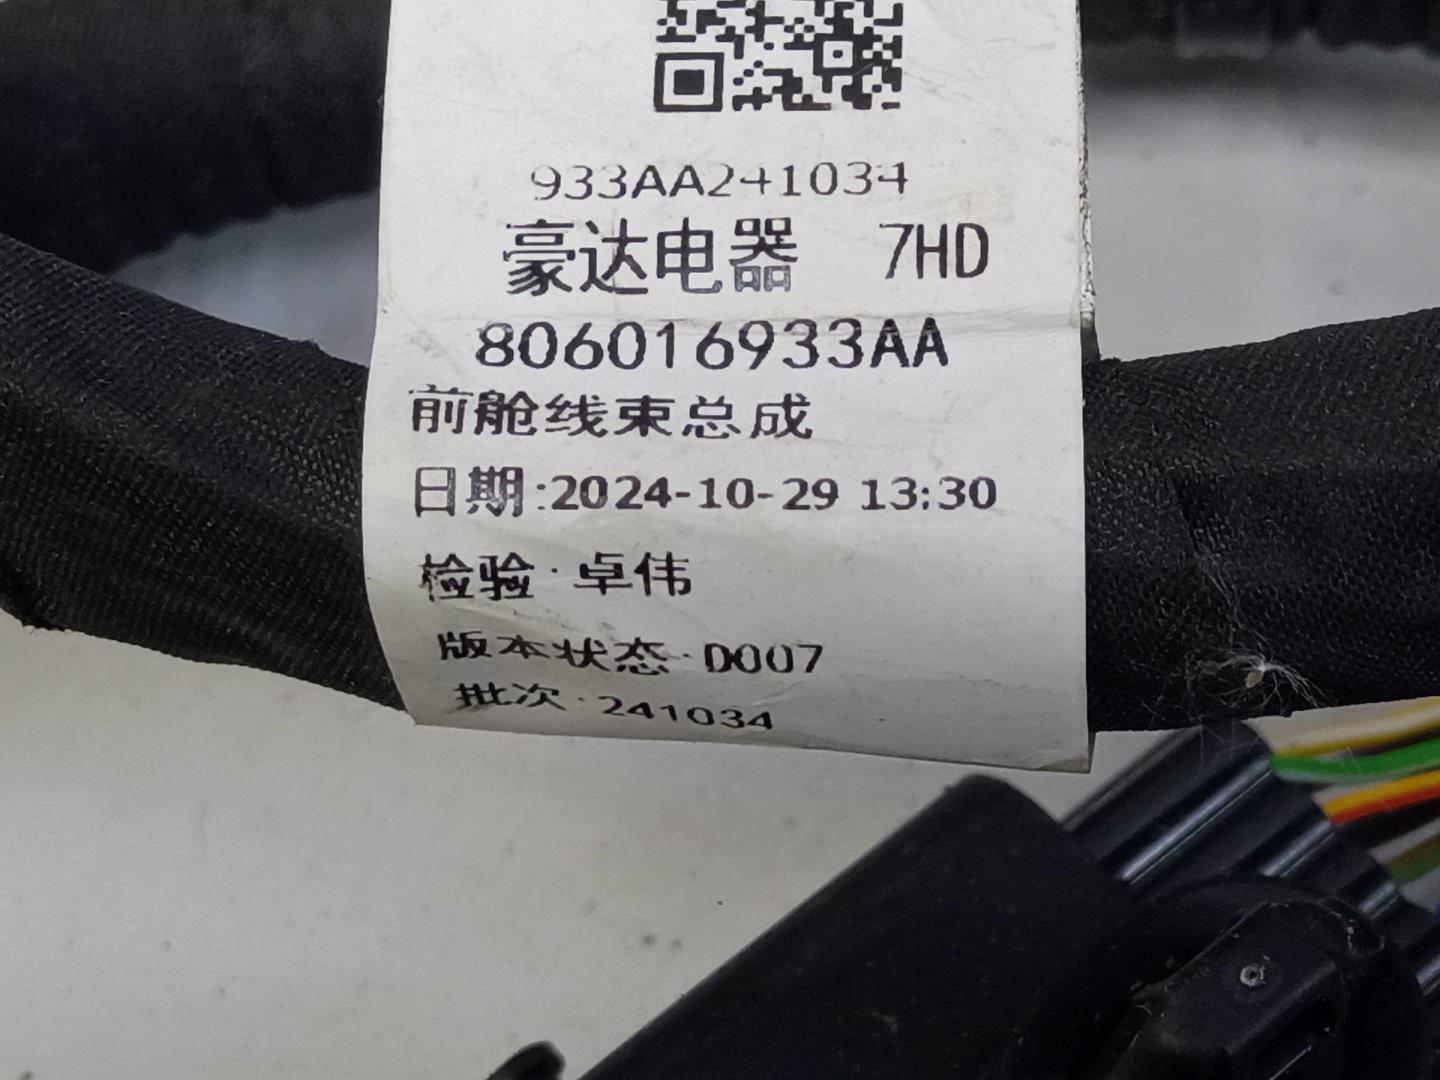 933AA241034
豪达电器 7HD
806016933AA
前舱线束总成
日期:2024-10-29 13:30
检验:卓伟
版本状态:D007
批次:241034